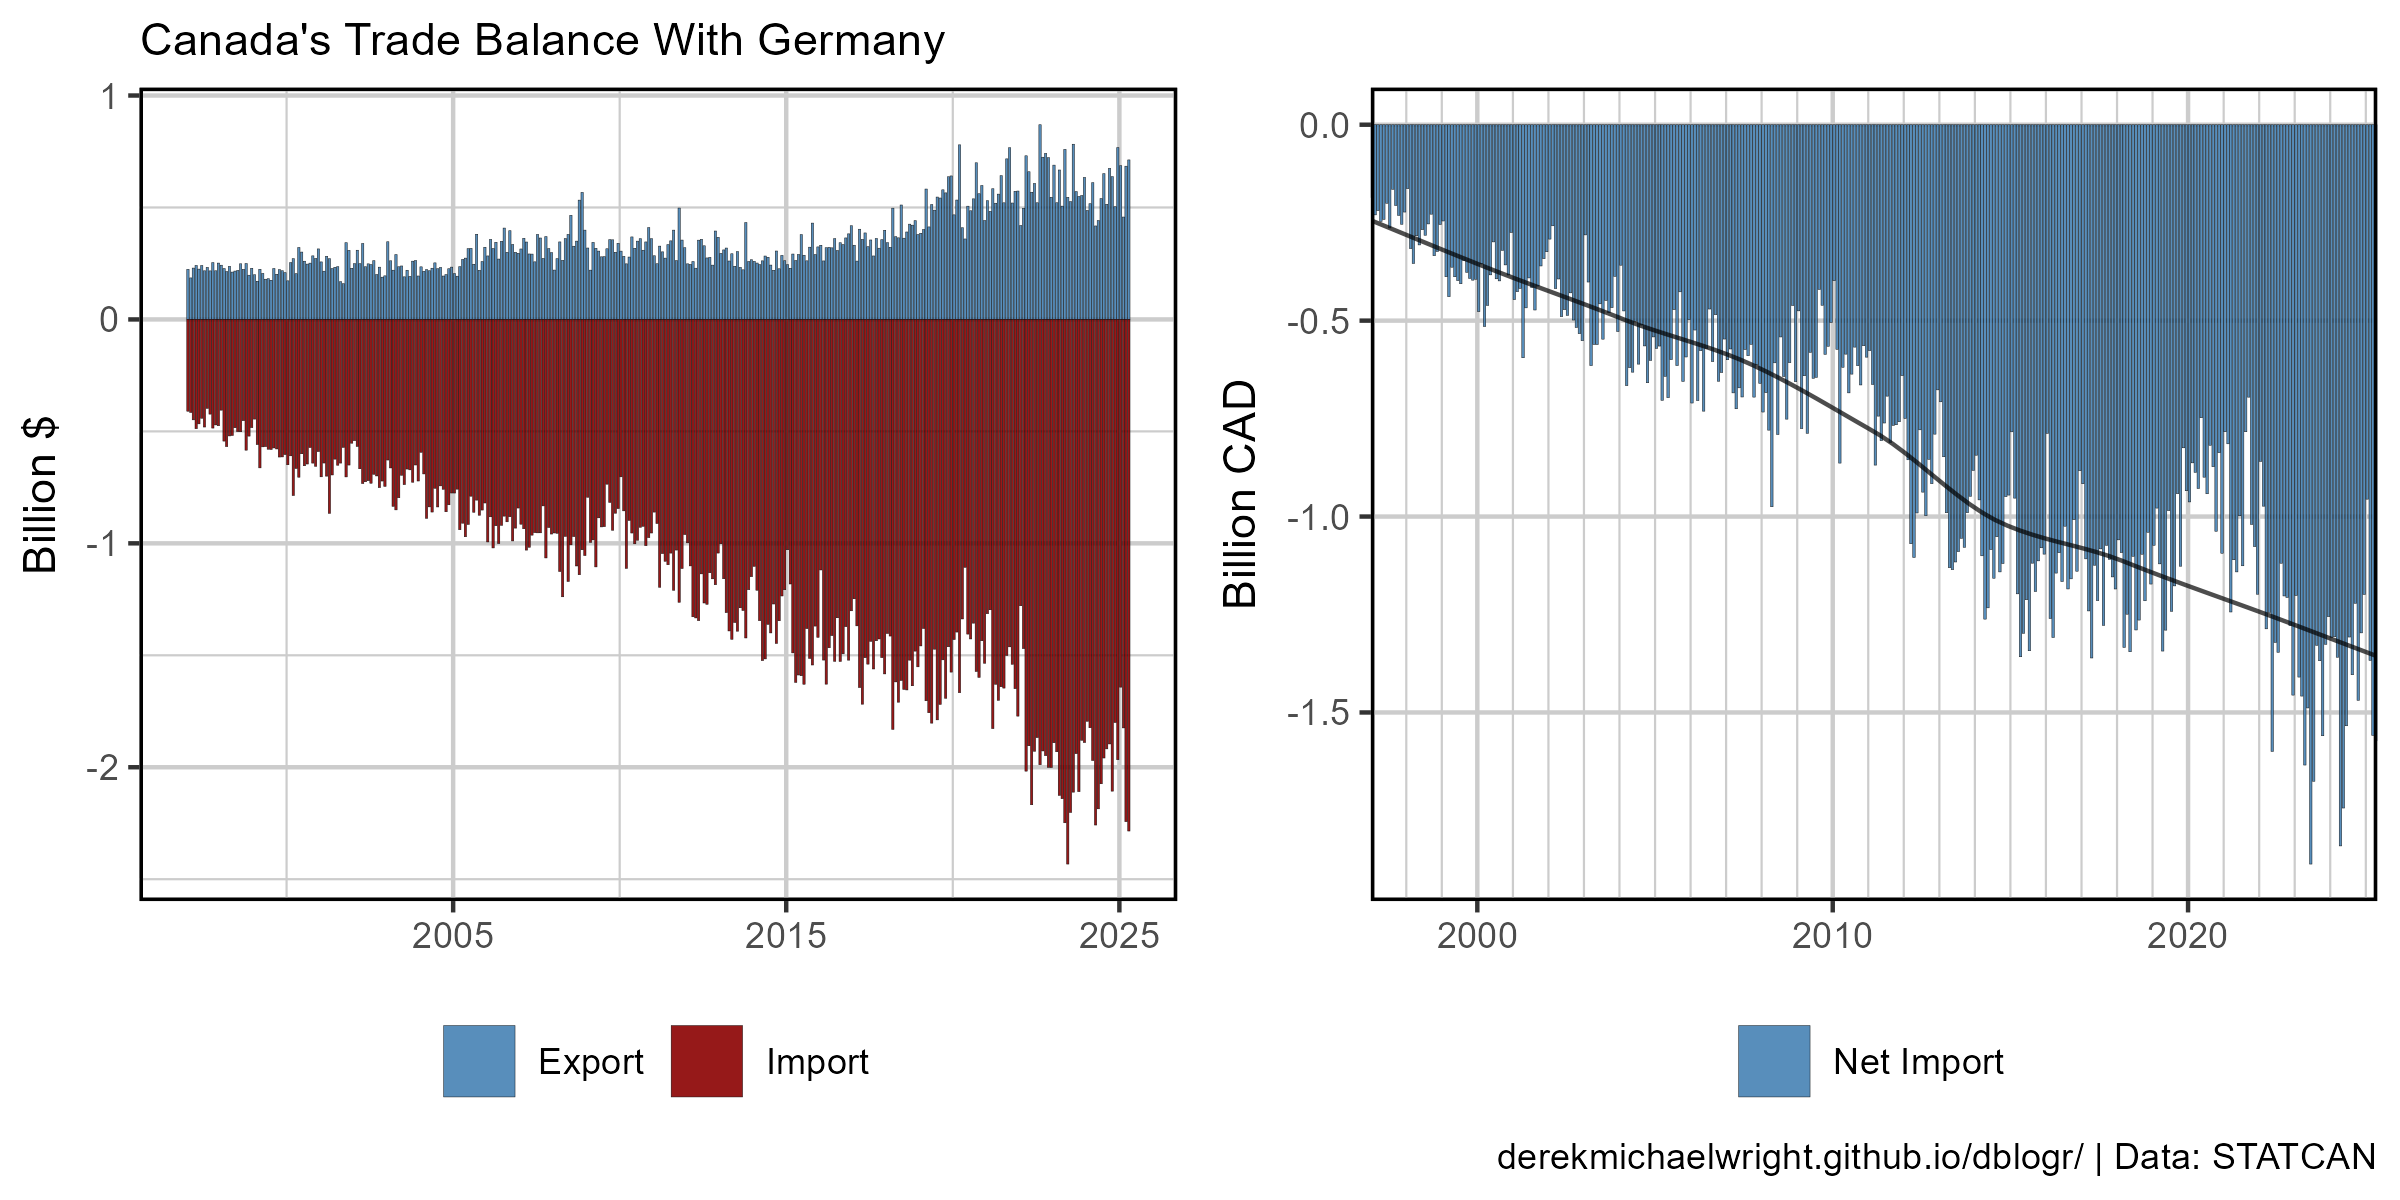 Canada's Trade Balance With Germany
Billion $
1
0
-1
-2
2005 2015 2025
Export Import
Billion CAD
0.0
-0.5
-1.0
-1.5
2000 2010 2020
Net Import
derekmichaelwright.github.io/dblogr/ | Data: STATCAN